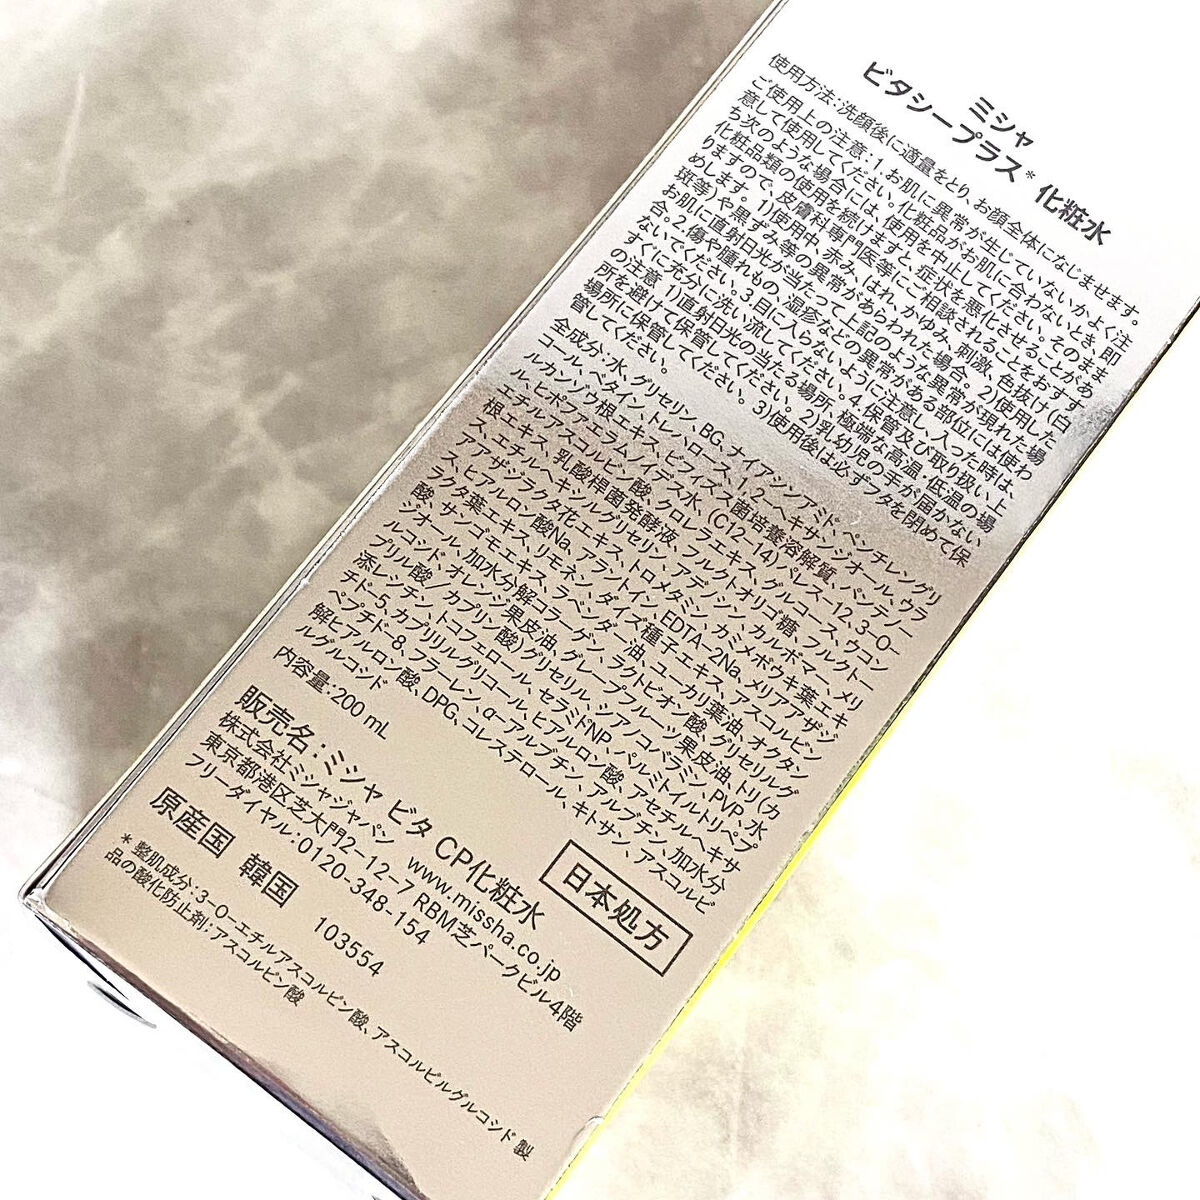 ミシャ
ビタシープラス* 化粧水
使用方法:洗顔後に適量をとり、お顔全体になじませます。
ご使用上の注意:1.お肌に異常が生じていないかよく注
意して使用してください。化粧品がお肌に合わないとき、即
ち次のような場合には、使用を中止してください。そのまま
化粧品類の使用を続けますと、症状を悪化させることがあ
りますので、皮膚科専門医等にご相談されることをおすす
めします。1)使用中、赤み、はれ、かゆみ、刺激、色抜け(白
斑等)や黒ずみ等の異常があらわれた場合。2)使用した
お肌に直射日光が当たって上記のような異常が現れた場
合。2.傷や腫れもの、湿疹などの異常がある部位には使わ
ないでください。3.目に入らないように注意し、入った時は、
すぐに充分に洗い流してください。4.保管及び取り扱い上
の注意 1)直射日光の当たる場所、極端な高温・低温の場
所を避けて保管してください。2)乳幼児の手が届かない
場所に保管してください。3)使用後は必ずフタを閉めて保
管してください。
全成分:水、グリセリン、BG、ナイアシンアミド、ペンチレングリ
コール、ベタイン、トレハロース、1,2-ヘキサンジオール、ウラ
ルカンゾウ根エキス、ビフィズス菌培養溶解質、パンテノー
ル、ヒポファエラムノイデス水、(C12-14)パレス-12、3-O-
エチルアスコルビン酸、クロレラエキス、グルコース、ウコン
根エキス、乳酸桿菌発酵液、フルクトオリゴ糖、フルクトー
ス、エチルヘキシルグリセリン、アデノシン、カルボマー、メリ
アアザジラクタ花エキス、トロメタミン、カミメボウキ葉エキ
ス、ヒアルロン酸Na、アラントイン、EDTA-2Na、メリアアザジ
ラクタ葉エキス、リモネン、ダイズ種子エキス、アスコルビン
酸、サンゴモエキス、ラベンダー油、ユーカリ葉油、オクタン
ジオール、加水分解コラーゲン、ラクトビオン酸、グリセリルグ
ルコシド、オレンジ果皮油、グレープフルーツ果皮油、トリ(カ
プリル酸/カプリン酸)グリセリル、シアノコバラミン、PVP、水
添レシチン、トコフェロール、セラミドNP、パルミトイルトリペプ
チド-5、カプリリルグリコール、ヒアルロン酸、アセチルヘキサ
ペプチド-8、フラーレン、α-アルブチン、アルブチン、加水分
解ヒアルロン酸、DPG、コレステロール、キトサン、アスコルビ
ルグルコシド
内容量:200 mL
販売名:ミシャ ビタ CP化粧水
日本処方
株式会社ミシャジャパン www.missha.co.jp
東京都港区芝大門2-12-7 RBM芝パークビル4階
フリーダイヤル:0120-348-154
原産国 韓国 103554
* 整肌成分:3-O-エチルアスコルビン酸、アスコルビルグルコシド 製
品の酸化防止剤:アスコルビン酸